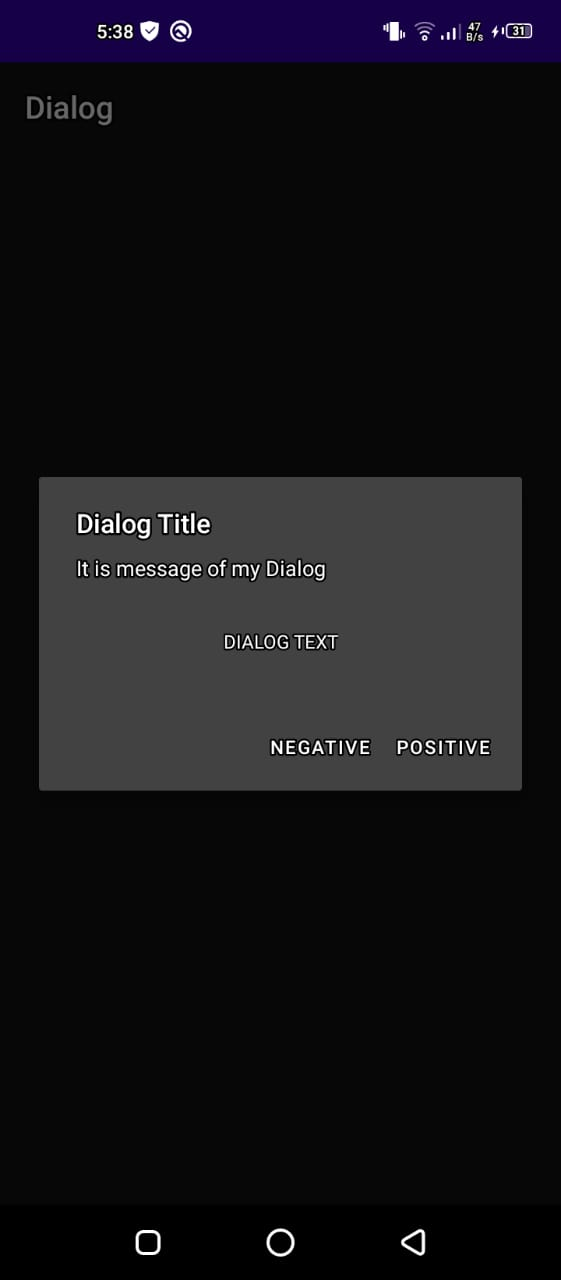 5:38
47
B/s
31
Dialog
Dialog Title
It is message of my Dialog
DIALOG TEXT
NEGATIVE POSITIVE